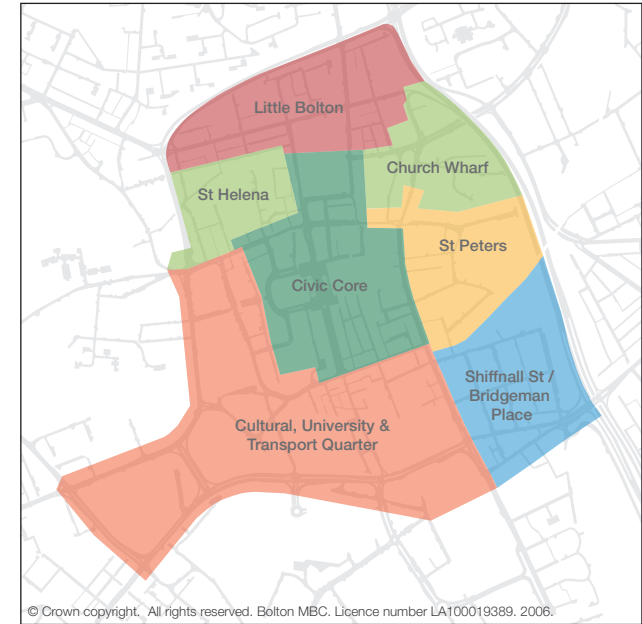 Little Bolton
Church Wharf
St Helena
St Peters
Civic Core
Shiffnall St /
Bridgeman
Place
Cultural, University &
Transport Quarter
© Crown copyright. All rights reserved. Bolton MBC. Licence number LA100019389. 2006.